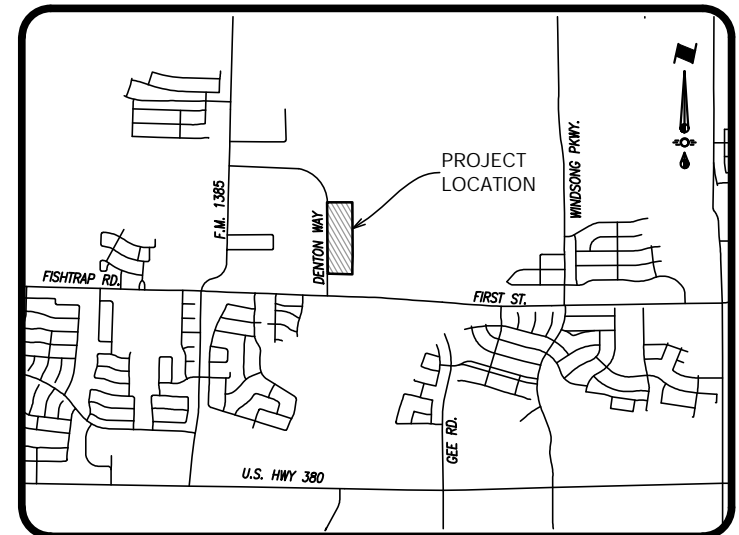 PROJECT
LOCATION
WINDSONG PKWY.
F.M. 1385
DENTON WAY
FISHTRAP RD.
FIRST ST.
GEE RD.
U.S. HWY 380